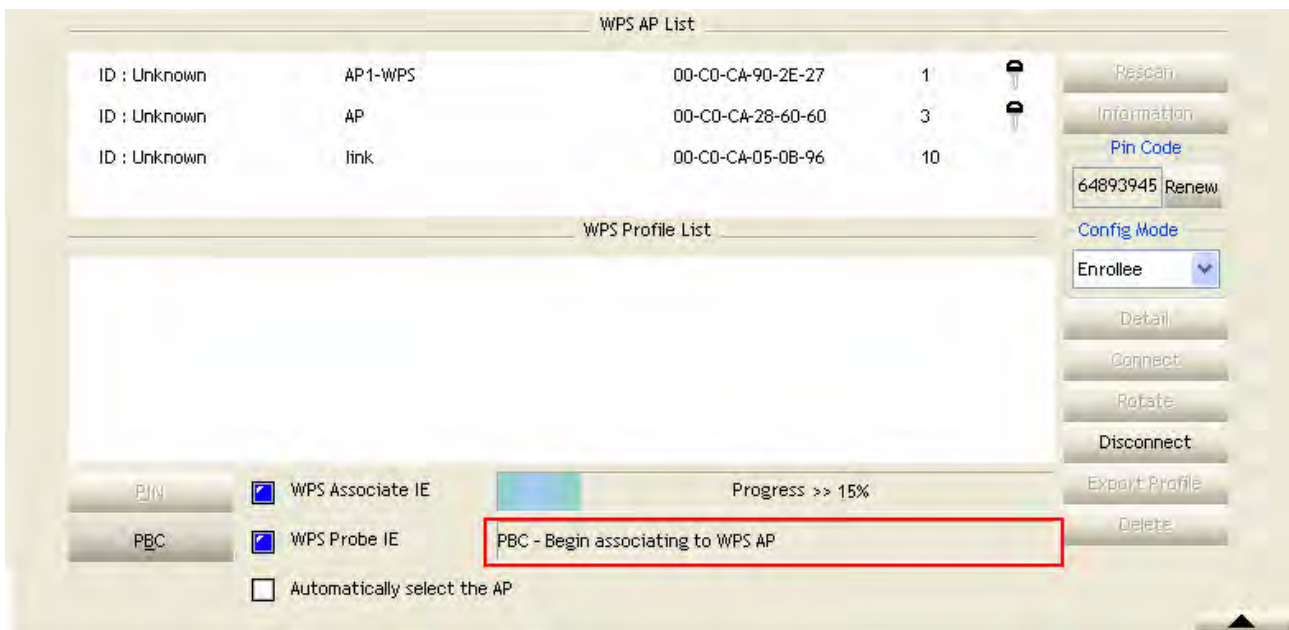 WPS AP List
ID : Unknown AP1-WPS 00-C0-CA-90-2E-27 1
ID : Unknown AP 00-C0-CA-28-60-60 3
ID : Unknown link 00-C0-CA-05-0B-96 10
Rescan
Information
Pin Code
64893945 Renew
WPS Profile List
Config Mode
Enrollee
Detail
Connect
Rotate
Disconnect
Export Profile
Delete
PIN WPS Associate IE Progress >> 15%
PBC WPS Probe IE PBC - Begin associating to WPS AP
Automatically select the AP